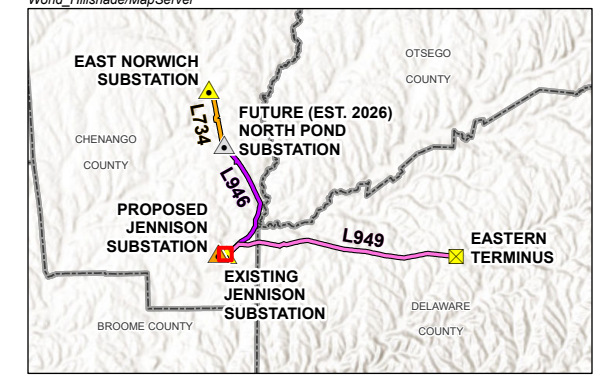 World_Hillshade/MapServer
OTSEGO
COUNTY
EAST NORWICH
SUBSTATION
L734
FUTURE (EST. 2026)
NORTH POND
SUBSTATION
CHENANGO
COUNTY
L946
PROPOSED
JENNISON
SUBSTATION
L949
EASTERN
TERMINUS
EXISTING
JENNISON
SUBSTATION
DELAWARE
COUNTY
BROOME COUNTY